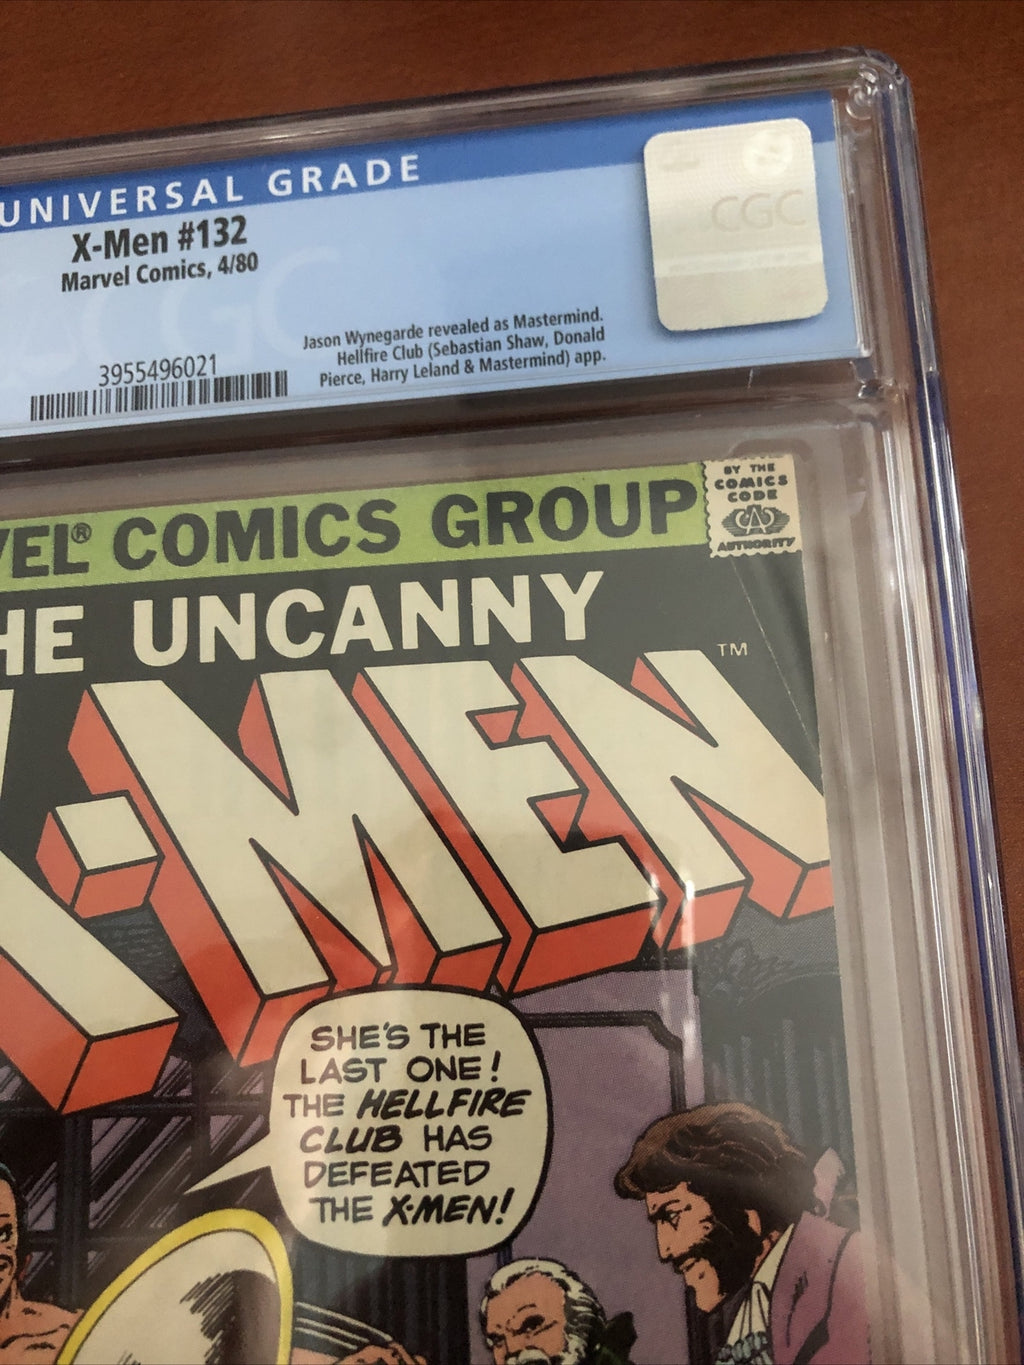 UNIVERSAL GRADE
X-Men #132
Marvel Comics, 4/80
CGC
CGC
Jason Wynegarde revealed as Mastermind.
Hellfire Club (Sebastian Shaw, Donald
Pierce, Harry Leland & Mastermind) app.
3955496021
VEL® COMICS GROUP
BY THE
COMICS
CODE
CA
AUTHORITY
HE UNCANNY
X-MEN TM
SHE'S THE
LAST ONE!
THE HELLFIRE
CLUB HAS
DEFEATED
THE X-MEN!